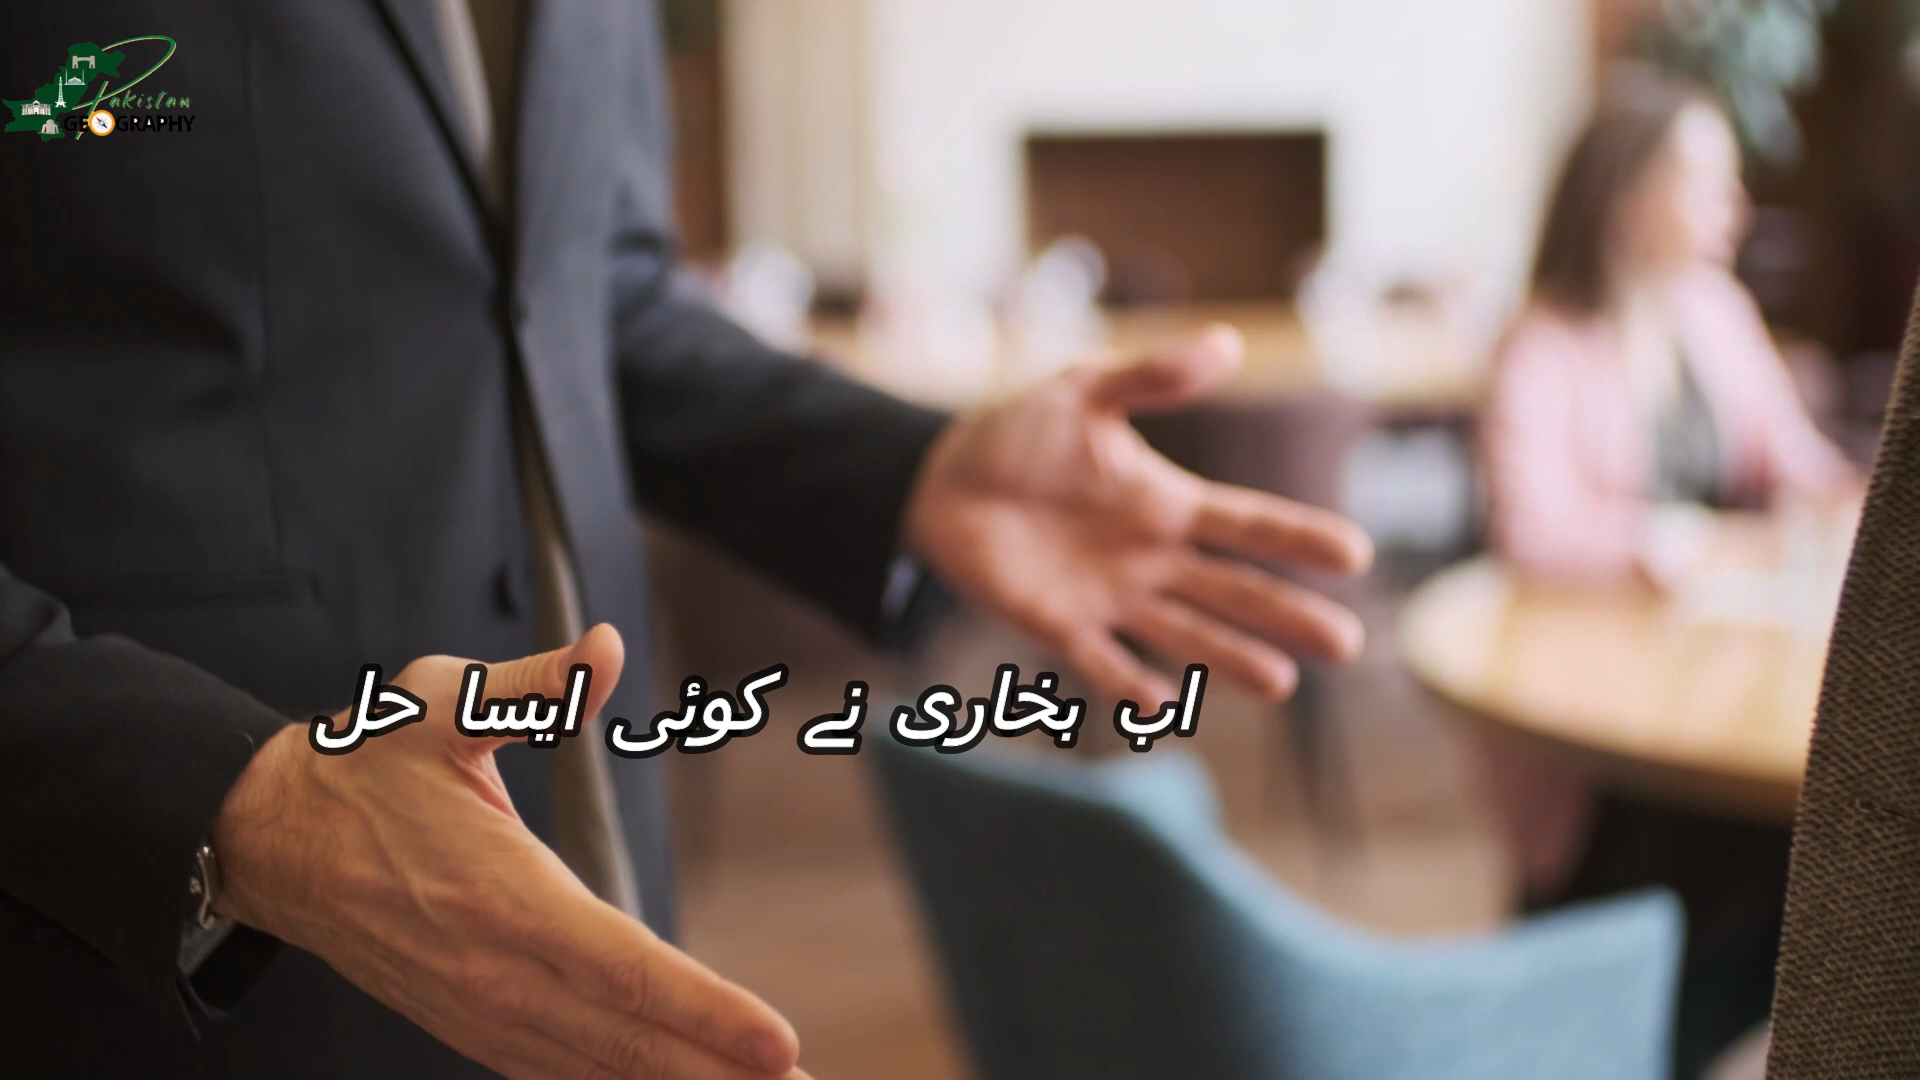 Pakistan
GEOGRAPHY
اب بخاری نے کوئی ایسا حل